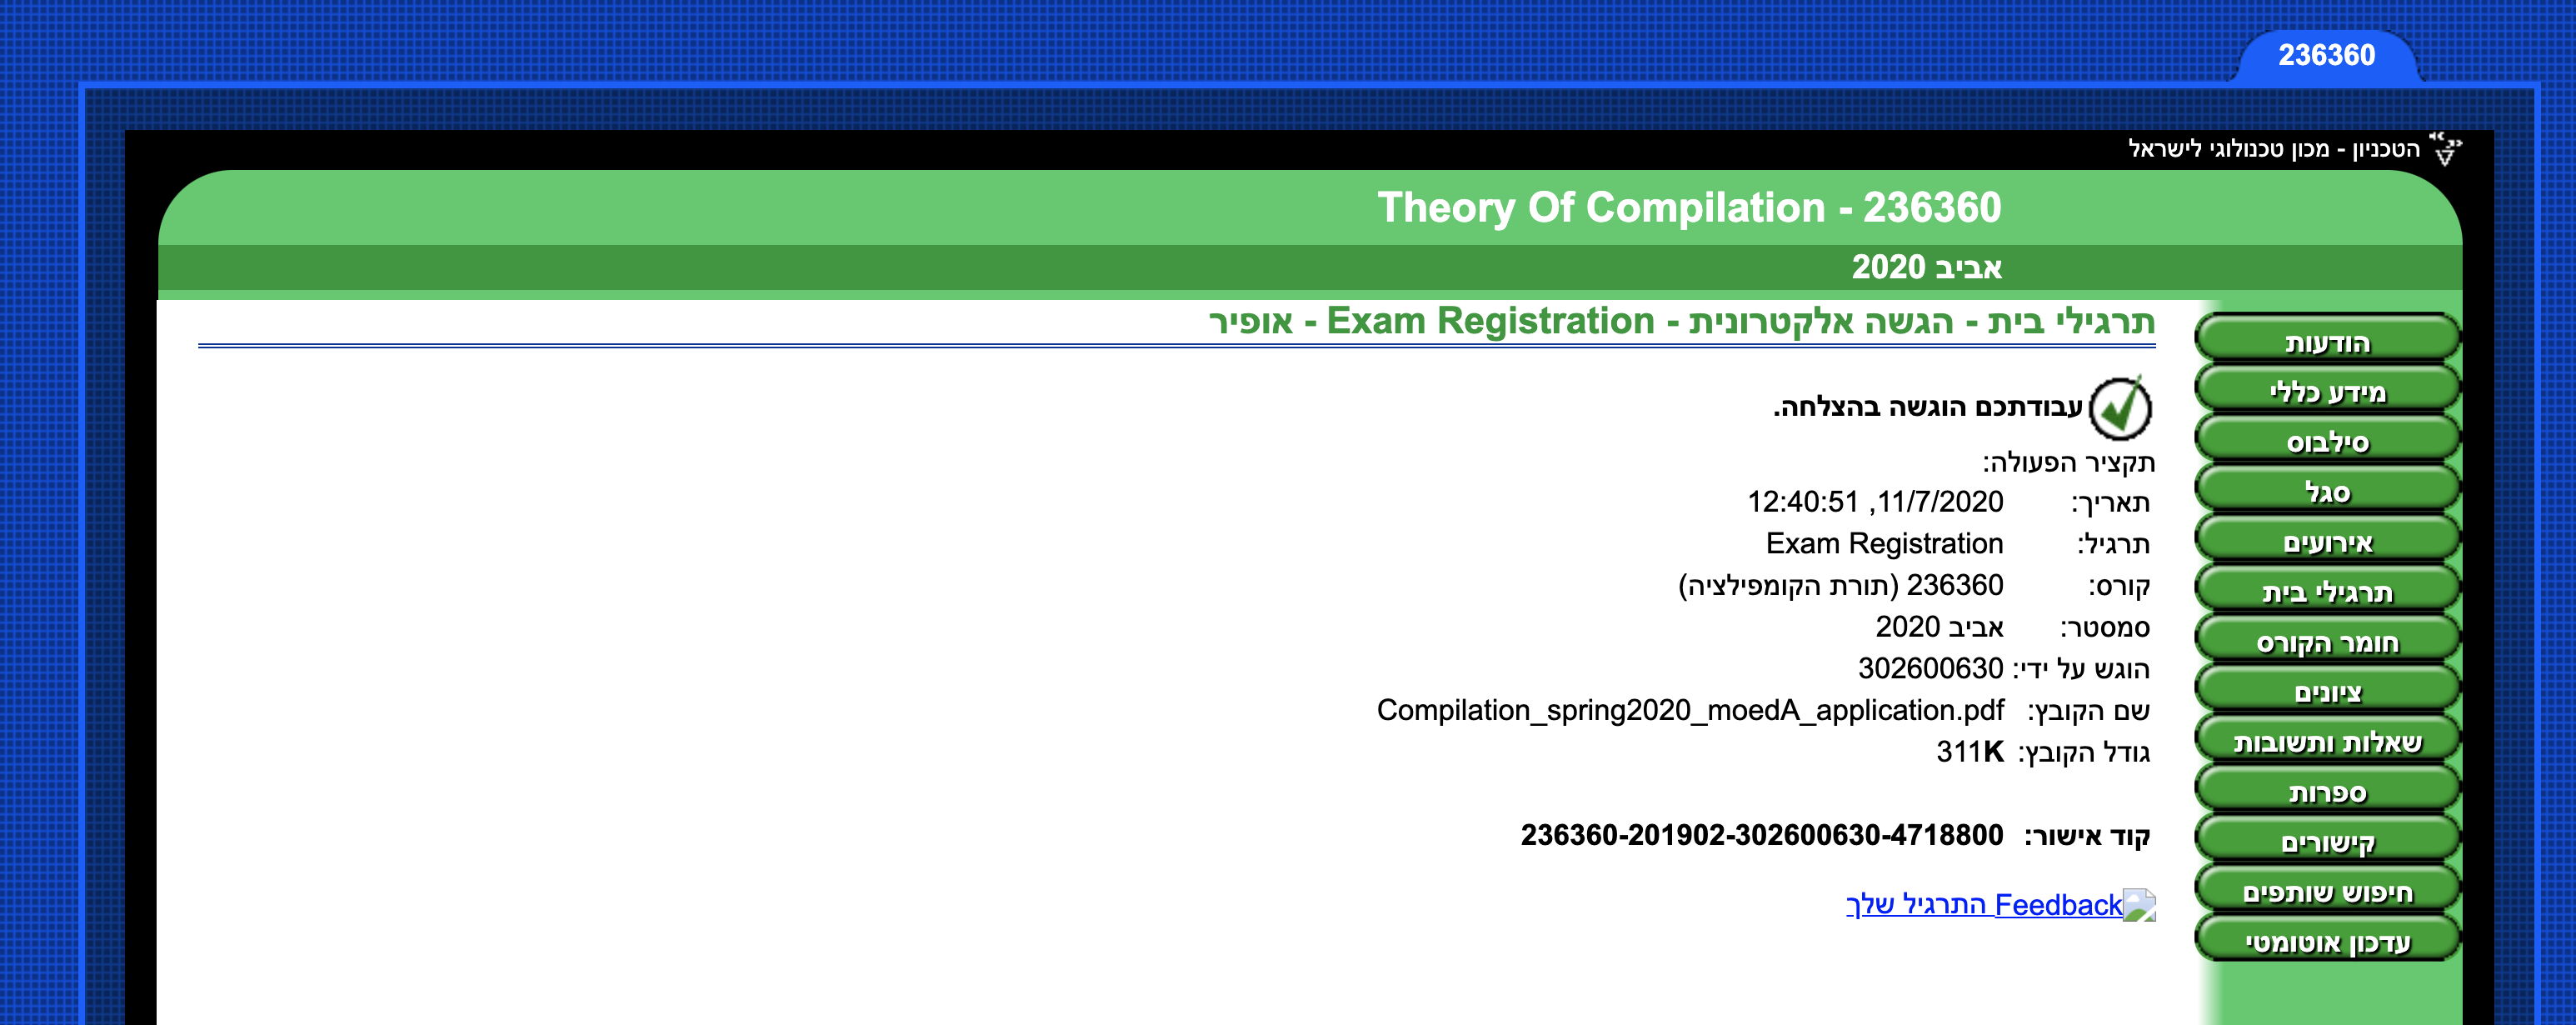 236360
הטכניון - מכון טכנולוגי לישראל
Theory Of Compilation - 236360
אביב 2020
תרגילי בית - הגשה אלקטרונית - Exam Registration - אופיר
הודעות
מידע כללי
סילבוס
סגל
אירועים
תרגילי בית
חומר הקורס
ציונים
שאלות ותשובות
ספרות
קישורים
חיפוש שותפים
עדכון אוטומטי
עבודתכם הוגשה בהצלחה.
תקציר הפעולה:
תאריך: 11/7/2020, 12:40:51
תרגיל: Exam Registration
קורס: 236360 (תורת הקומפילציה)
סמסטר: אביב 2020
הוגש על ידי: 302600630
שם הקובץ: Compilation_spring2020_moedA_application.pdf
גודל הקובץ: 311K
קוד אישור: 236360-201902-302600630-4718800
Feedback התרגיל שלך